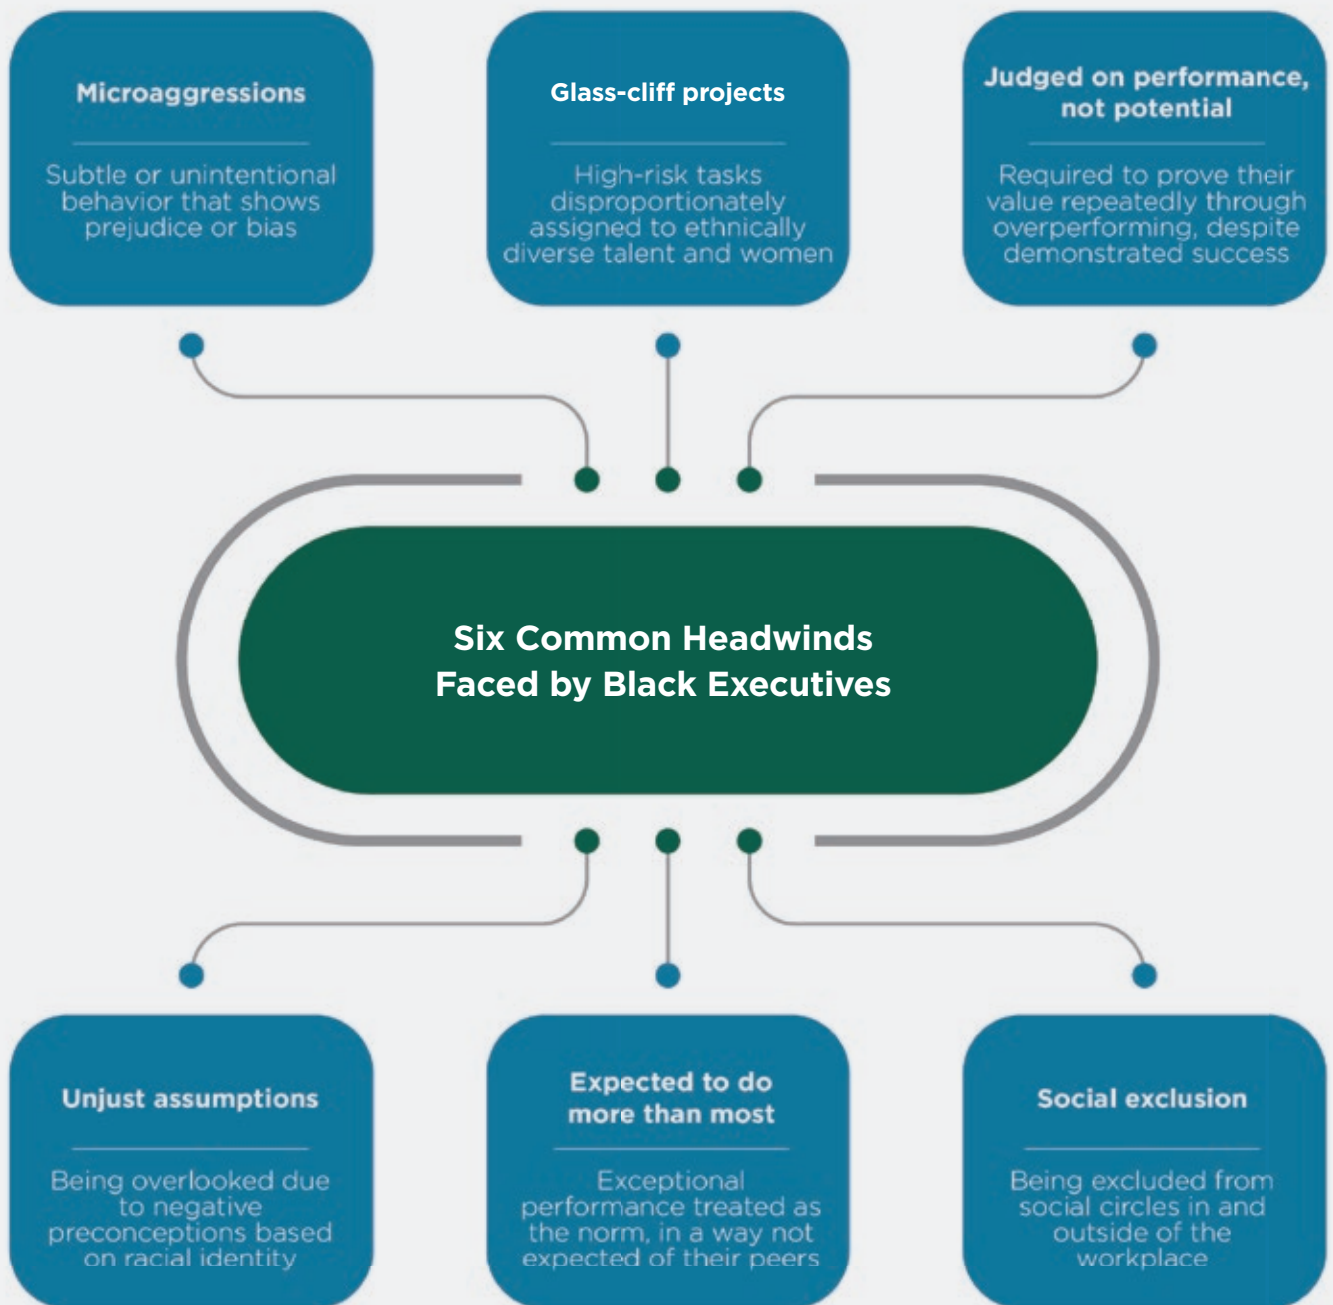 Microaggressions
Subtle or unintentional
behavior that shows
prejudice or bias
Glass-cliff projects
High-risk tasks
disproportionately
assigned to ethnically
diverse talent and women
Judged on performance,
not potential
Required to prove their
value repeatedly through
overperforming, despite
demonstrated success
Six Common Headwinds
Faced by Black Executives
Unjust assumptions
Being overlooked due
to negative
preconceptions based
on racial identity
Expected to do
more than most
Exceptional
performance treated as
the norm, in a way not
expected of their peers
Social exclusion
Being excluded from
social circles in and
outside of the
workplace